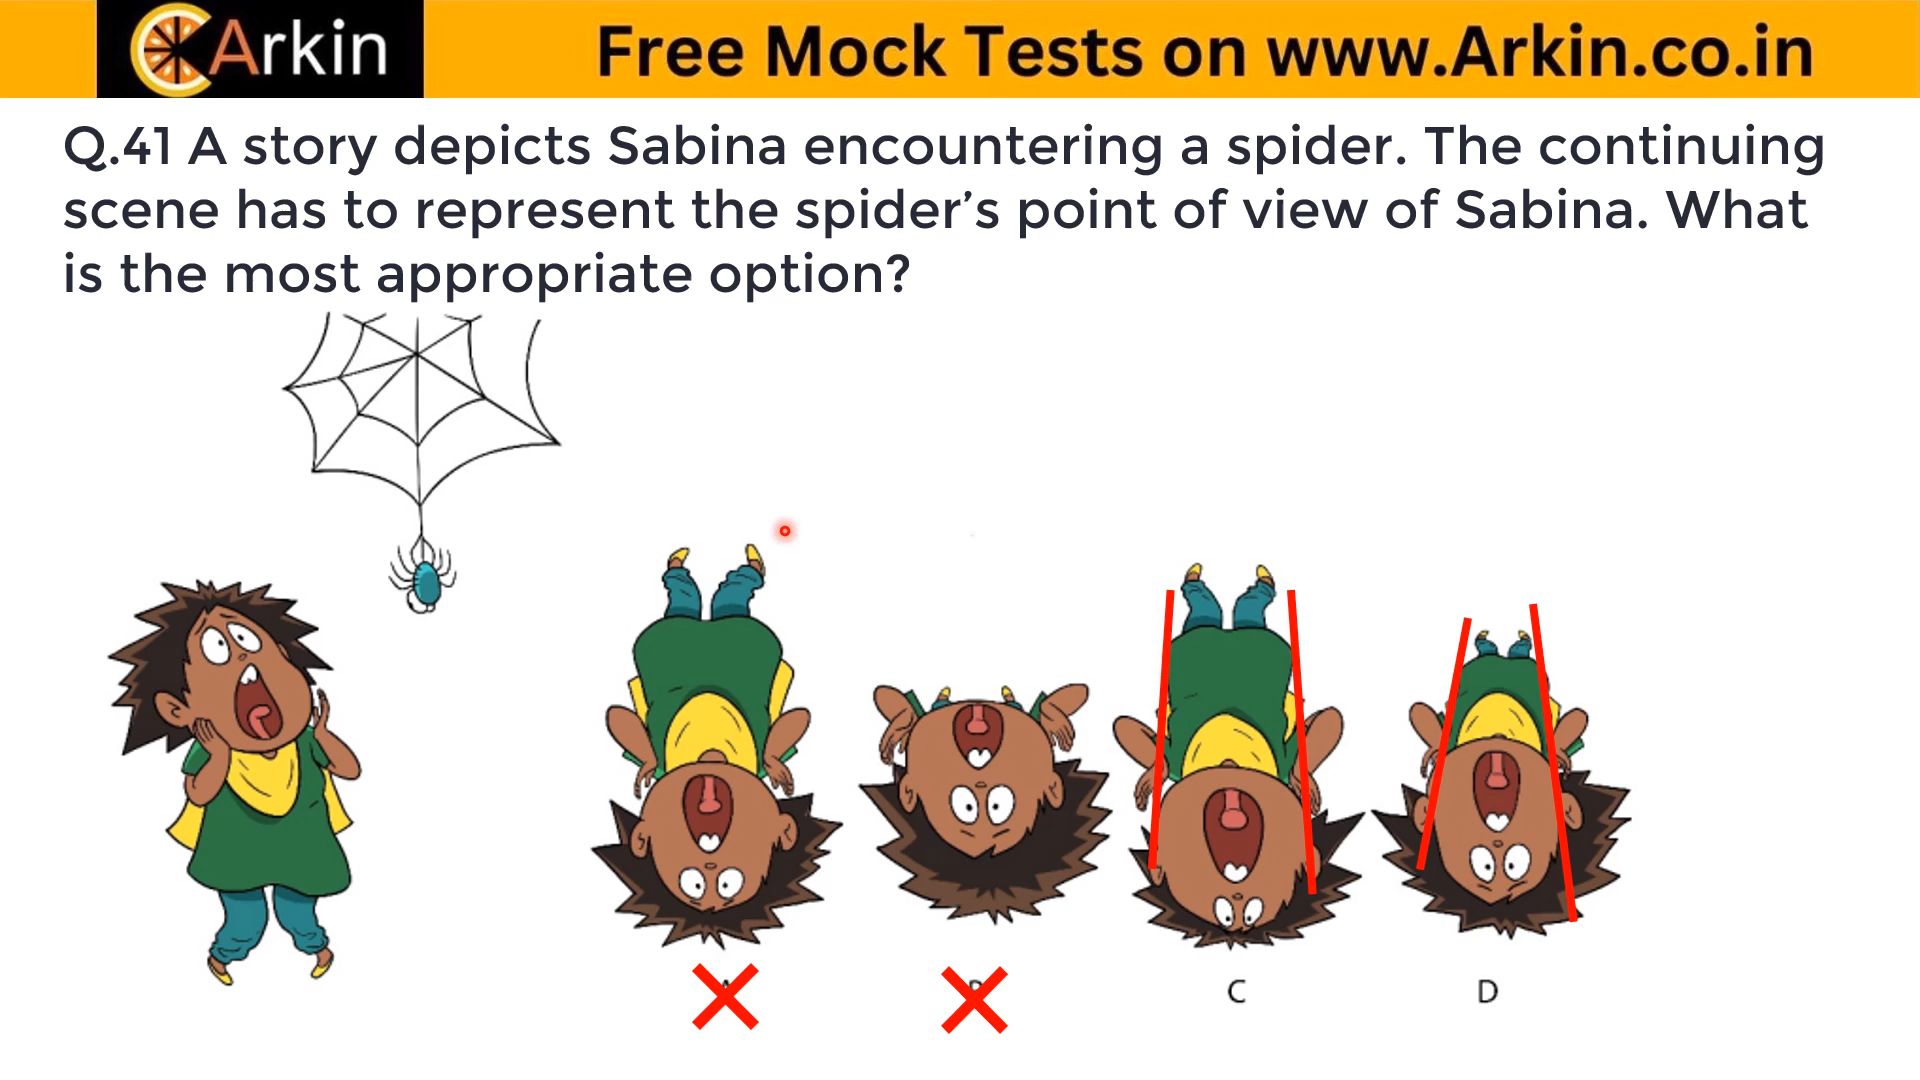 Arkin
Free Mock Tests on www.Arkin.co.in
Q.41 A story depicts Sabina encountering a spider. The continuing
scene has to represent the spider’s point of view of Sabina. What
is the most appropriate option?
C
D